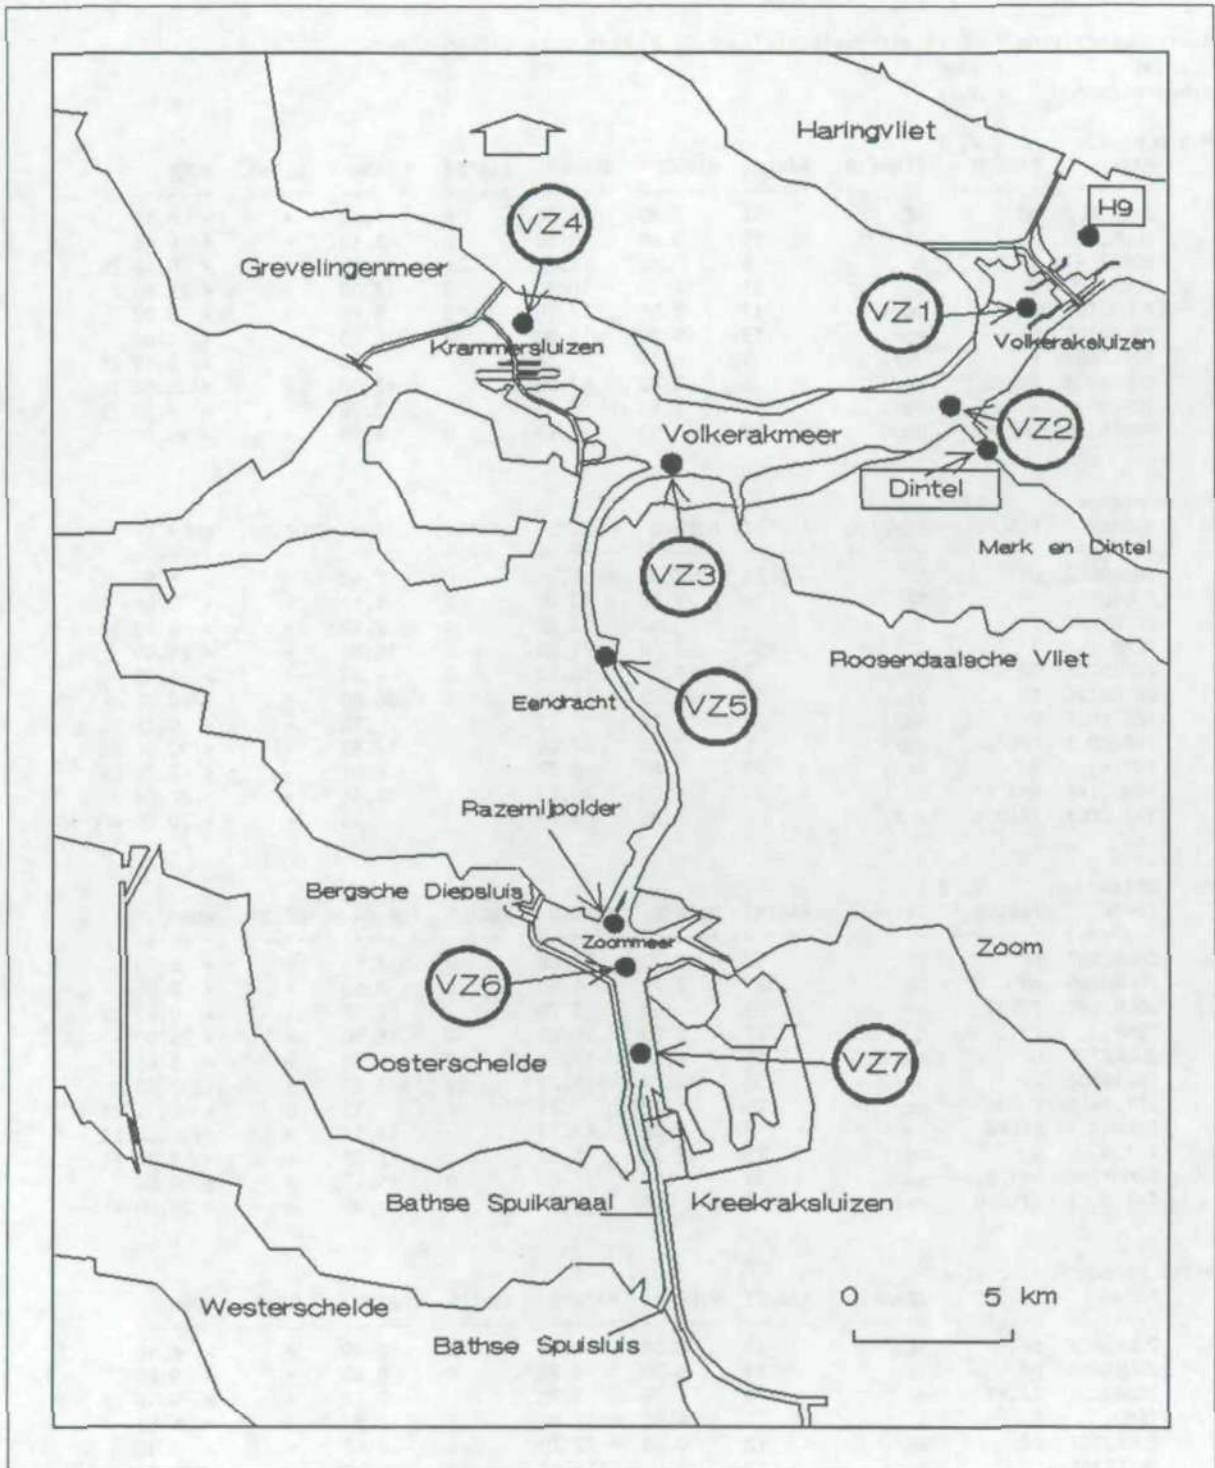 Haringvliet
H9
VZ4
Grevelingenmeer
VZ1
Volkeraksluizen
Krammersluizen
VZ2
Volkerakmeer
Dintel
Mark en Dintel
VZ3
Roosendaalsche Vliet
Eendracht
VZ5
Razernijpolder
Bergsche Diepsluis
Zoommeer
Zoom
VZ6
Oosterschelde
VZ7
Bathse Spuikanaal
Kreekraksluizen
Westerschelde
0 5 km
Bathse Spuisluis